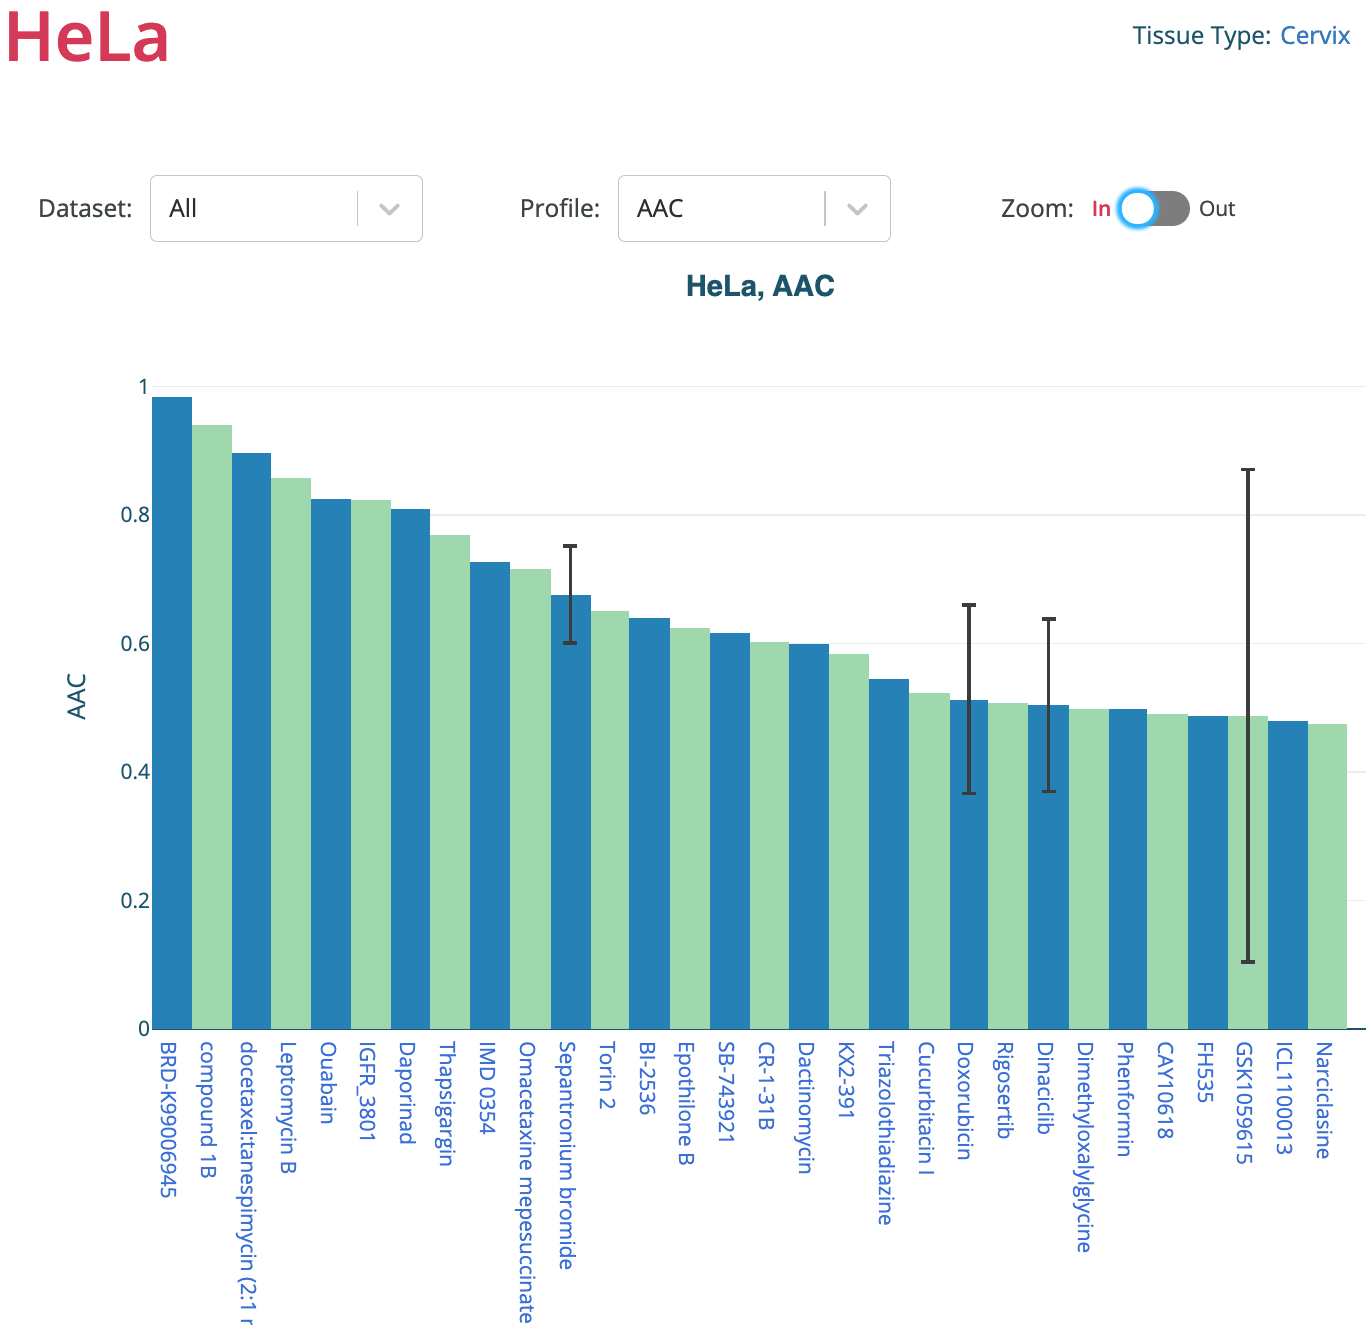 HeLa
Tissue Type: Cervix
Dataset: All
Profile: AAC
Zoom: In Out
HeLa, AAC
1
0.8
0.6
0.4
0.2
0
AAC
BRD-K99006945
compound 1B
docetaxel:tanespimycin (2:1 r
Leptomycin B
Ouabain
IGFR_3801
Daporinad
Thapsigargin
IMD 0354
Omacetaxine mepesuccinate
Sepantronium bromide
Torin 2
BI-2536
Epothilone B
SB-743921
CR-1-31B
Dactinomycin
KX2-391
Triazolothiadiazine
Cucurbitacin I
Doxorubicin
Rigosertib
Dinaciclib
Dimethyloxalylglycine
Phenformin
CAY10618
FH535
GSK1059615
ICL1100013
Narciclasine